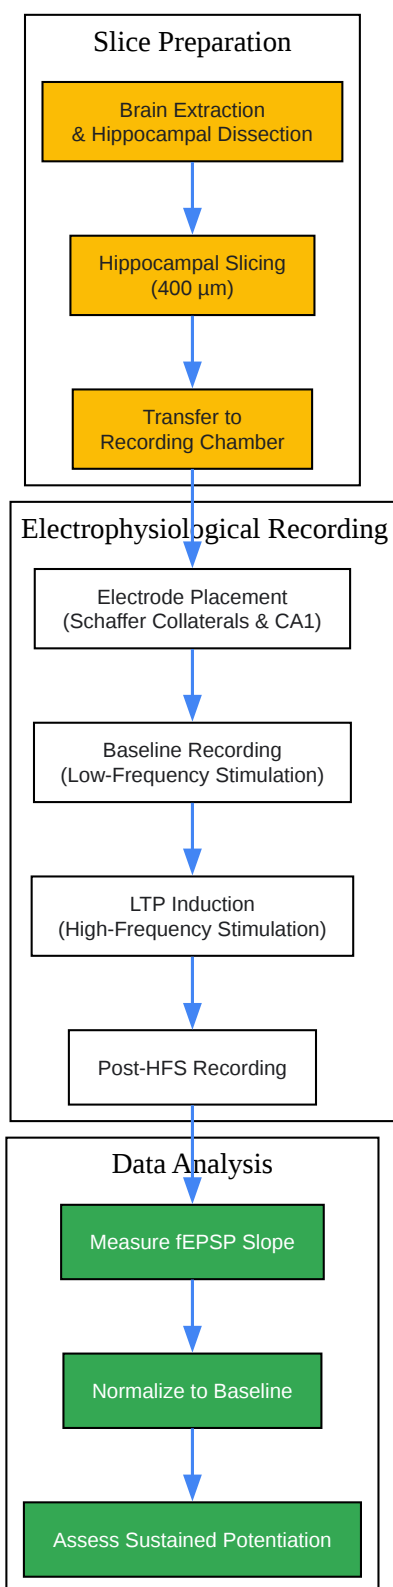 Slice Preparation
Brain Extraction
& Hippocampal Dissection
Hippocampal Slicing
(400 µm)
Transfer to
Recording Chamber
Electrophysiological Recording
Electrode Placement
(Schaffer Collaterals & CA1)
Baseline Recording
(Low-Frequency Stimulation)
LTP Induction
(High-Frequency Stimulation)
Post-HFS Recording
Data Analysis
Measure fEPSP Slope
Normalize to Baseline
Assess Sustained Potentiation